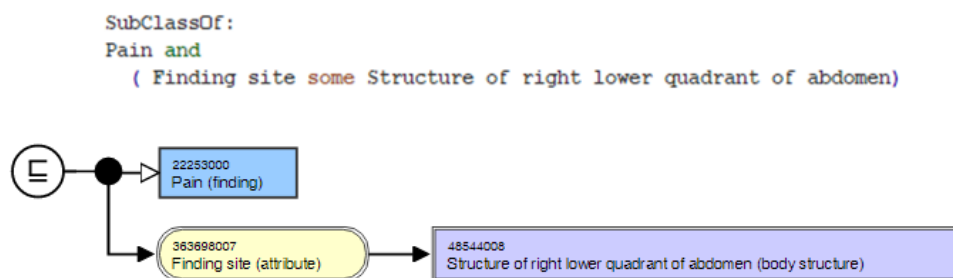 SubClassOf:
Pain and
( Finding site some Structure of right lower quadrant of abdomen)
⊑
22253000
Pain (finding)
363698007
Finding site (attribute)
48544008
Structure of right lower quadrant of abdomen (body structure)